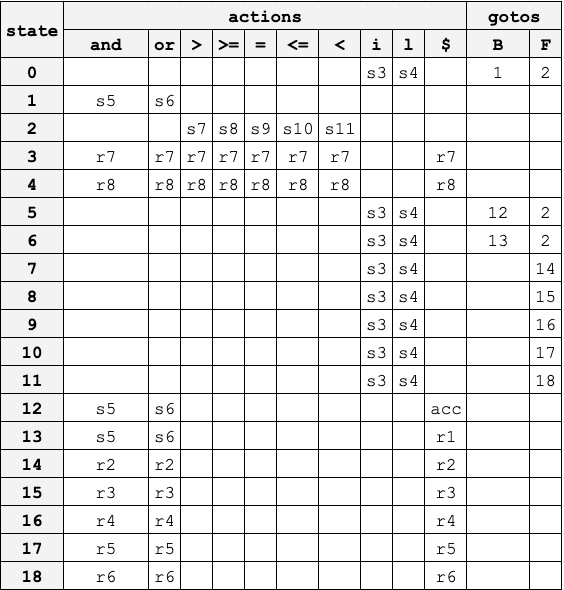 state actions gotos
and or > >= = <= < i l $ B F
0 s3 s4 1 2
1 s5 s6
2 s7 s8 s9 s10 s11
3 r7 r7 r7 r7 r7 r7 r7 r7
4 r8 r8 r8 r8 r8 r8 r8 r8
5 s3 s4 12 2
6 s3 s4 13 2
7 s3 s4 14
8 s3 s4 15
9 s3 s4 16
10 s3 s4 17
11 s3 s4 18
12 s5 s6 acc
13 s5 s6 r1
14 r2 r2 r2
15 r3 r3 r3
16 r4 r4 r4
17 r5 r5 r5
18 r6 r6 r6